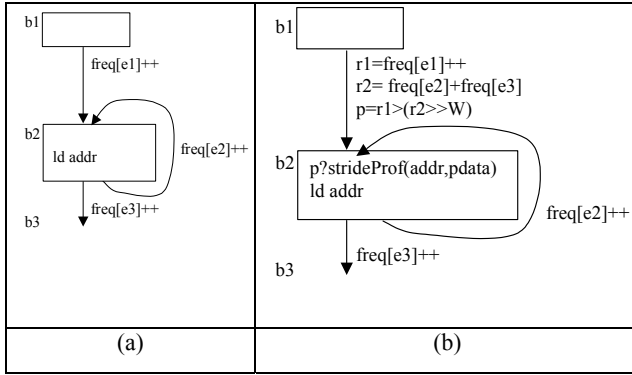 b1
freq[e1]++
b2
ld addr
freq[e2]++
freq[e3]++
b3
(a)
b1
r1=freq[e1]++
r2= freq[e2]+freq[e3]
p=r1>(r2>>W)
b2
p?strideProf(addr,pdata)
ld addr
freq[e2]++
freq[e3]++
b3
(b)